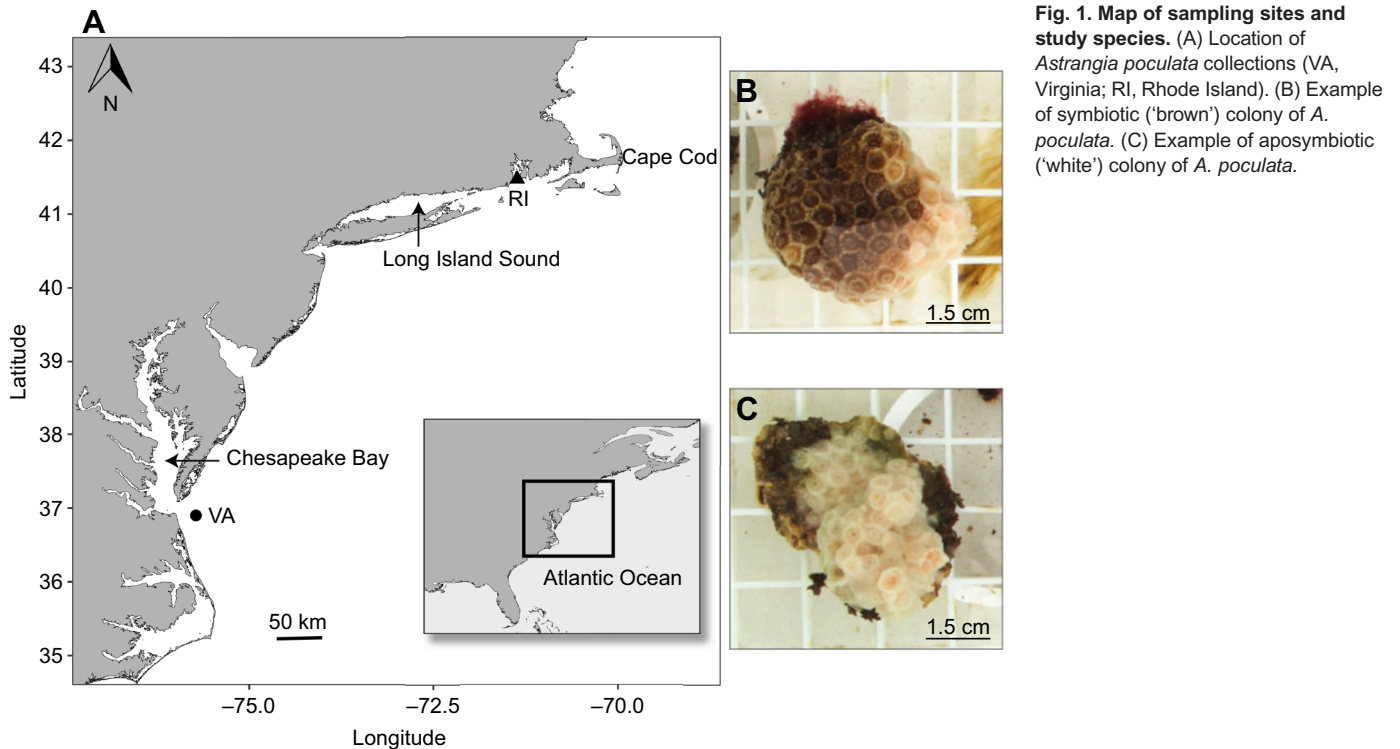 A
N
43
42
41
40
39
38
37
36
35
Latitude
Cape Cod
RI
Long Island Sound
Chesapeake Bay
VA
Atlantic Ocean
50 km
–75.0
–72.5
–70.0
Longitude
B
1.5 cm
C
1.5 cm
Fig. 1. Map of sampling sites and
study species. (A) Location of
Astrangia poculata collections (VA,
Virginia; RI, Rhode Island). (B) Example
of symbiotic (‘brown’) colony of A.
poculata. (C) Example of aposymbiotic
(‘white’) colony of A. poculata.